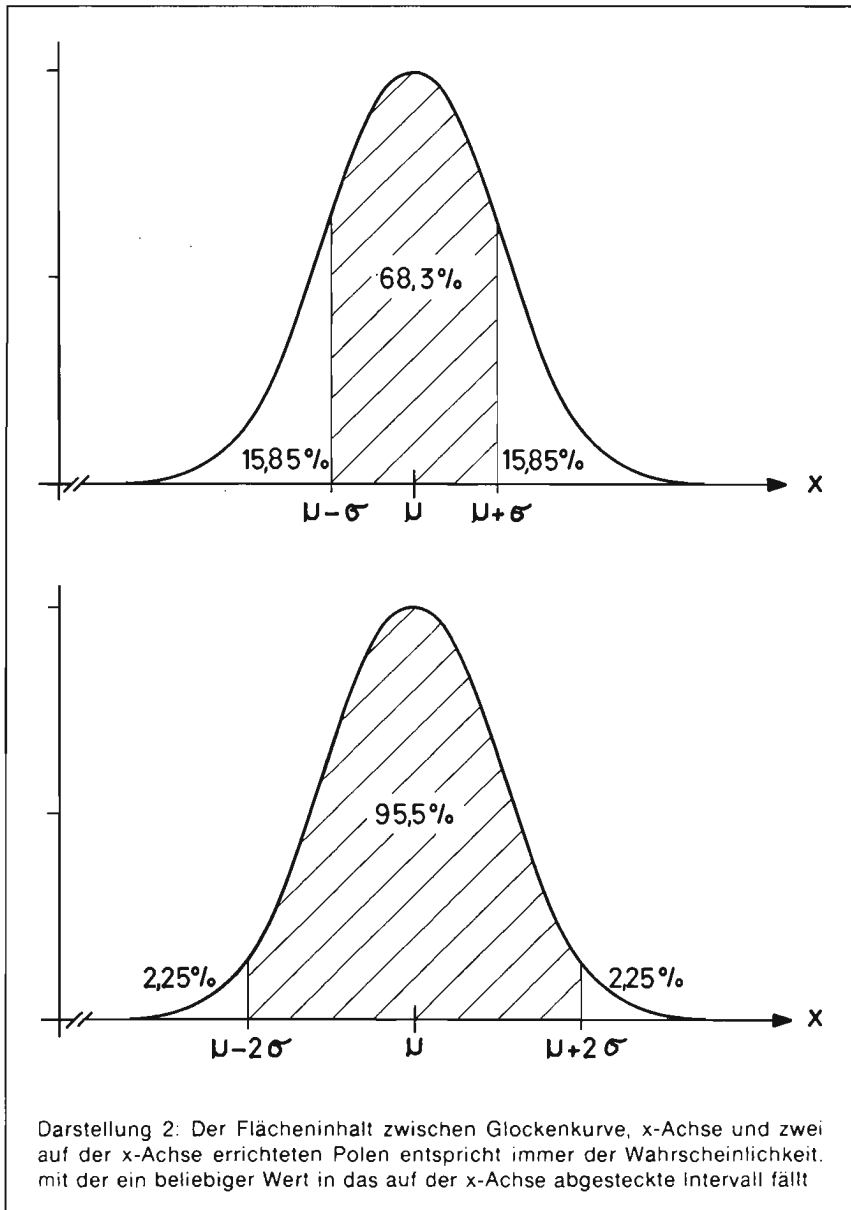 68,3%
15,85% 15,85%
x
μ-σ μ μ+σ
95,5%
2,25% 2,25%
x
μ-2σ μ μ+2σ
Darstellung 2: Der Flächeninhalt zwischen Glockenkurve, x-Achse und zwei
auf der x-Achse errichteten Polen entspricht immer der Wahrscheinlichkeit.
mit der ein beliebiger Wert in das auf der x-Achse abgesteckte Intervall fällt